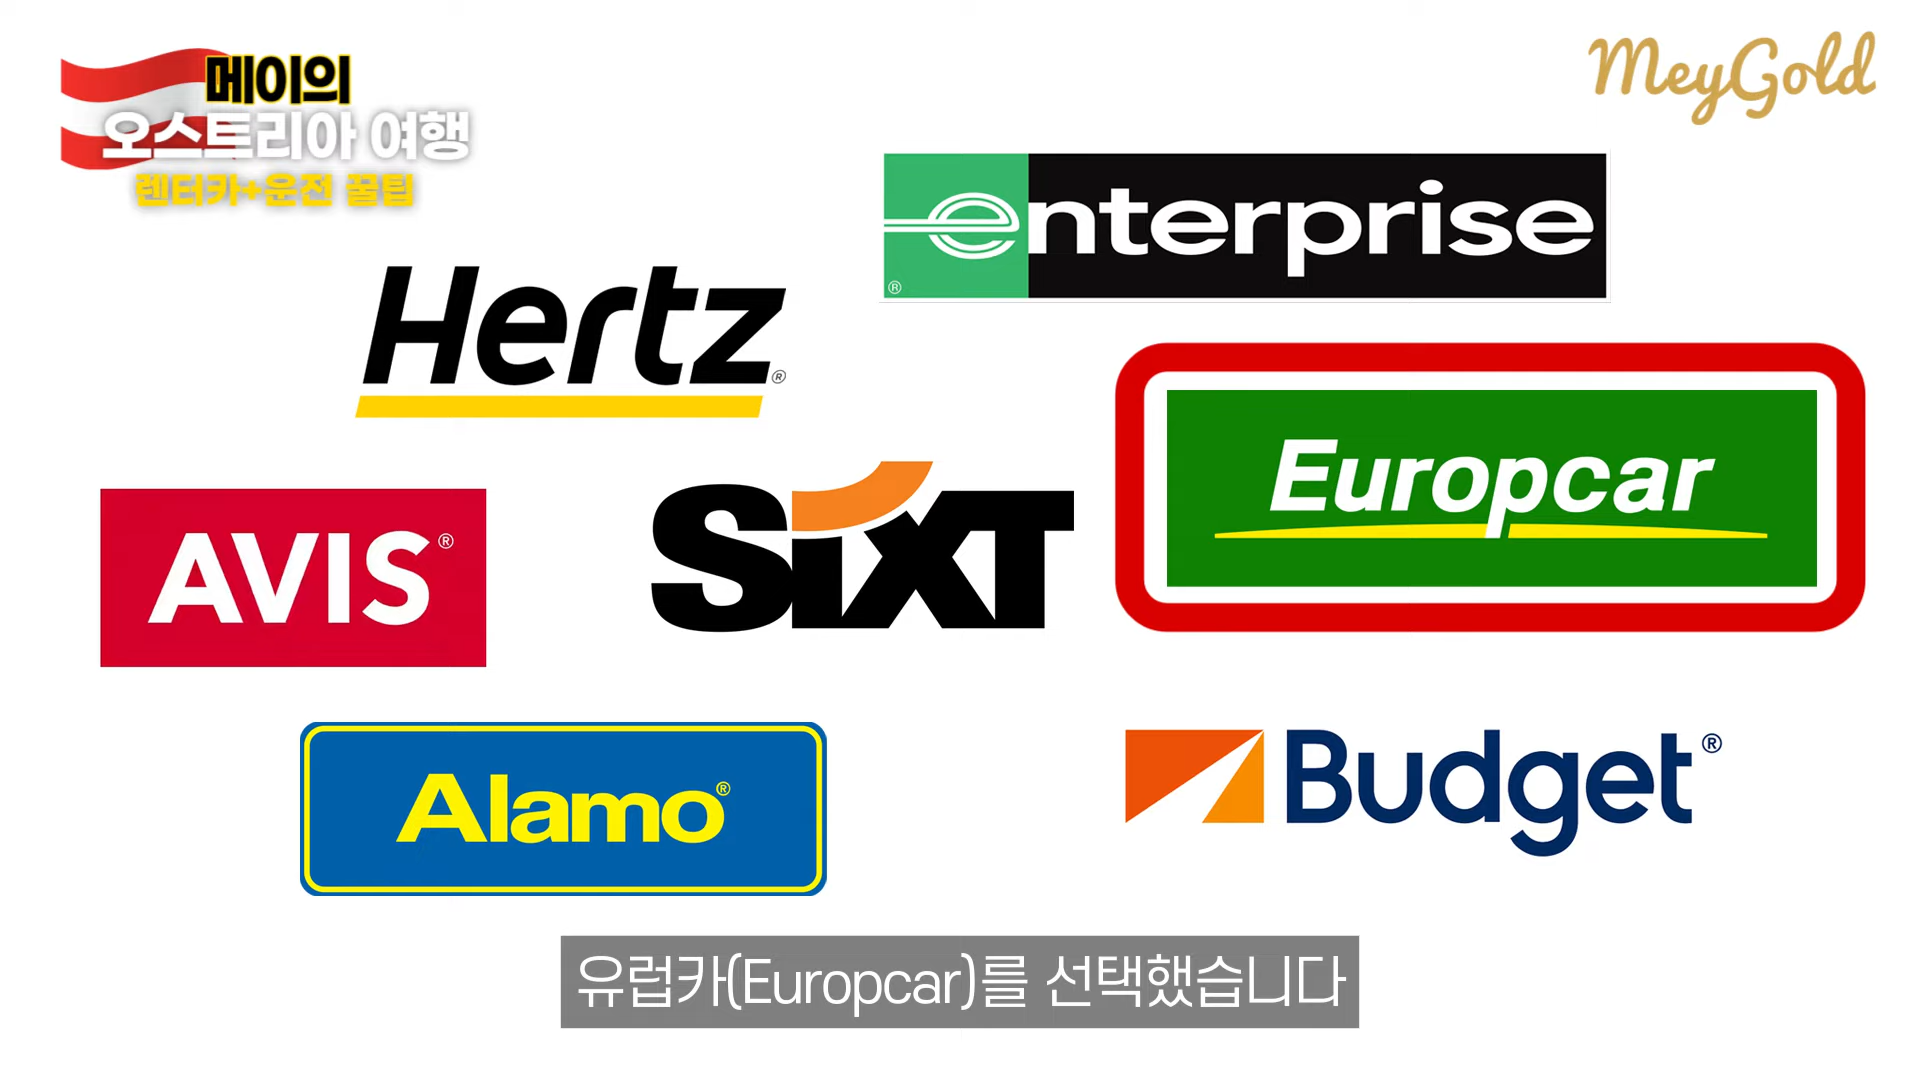 메이의
오스트리아 여행
렌터카+운전 꿀팁
MeyGold
enterprise
®
Hertz®
Europcar
AVIS®
SiXT
Alamo®
Budget®
유럽카(Europcar)를 선택했습니다